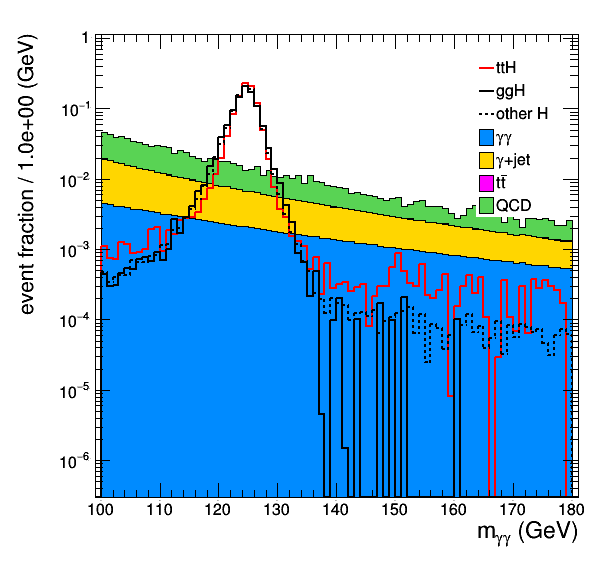 event fraction / 1.0e+00 (GeV)
1
10⁻¹
10⁻²
10⁻³
10⁻⁴
10⁻⁵
10⁻⁶
ttH
ggH
other H
γγ
γ+jet
tt̄
QCD
100 110 120 130 140 150 160 170 180
mγγ (GeV)